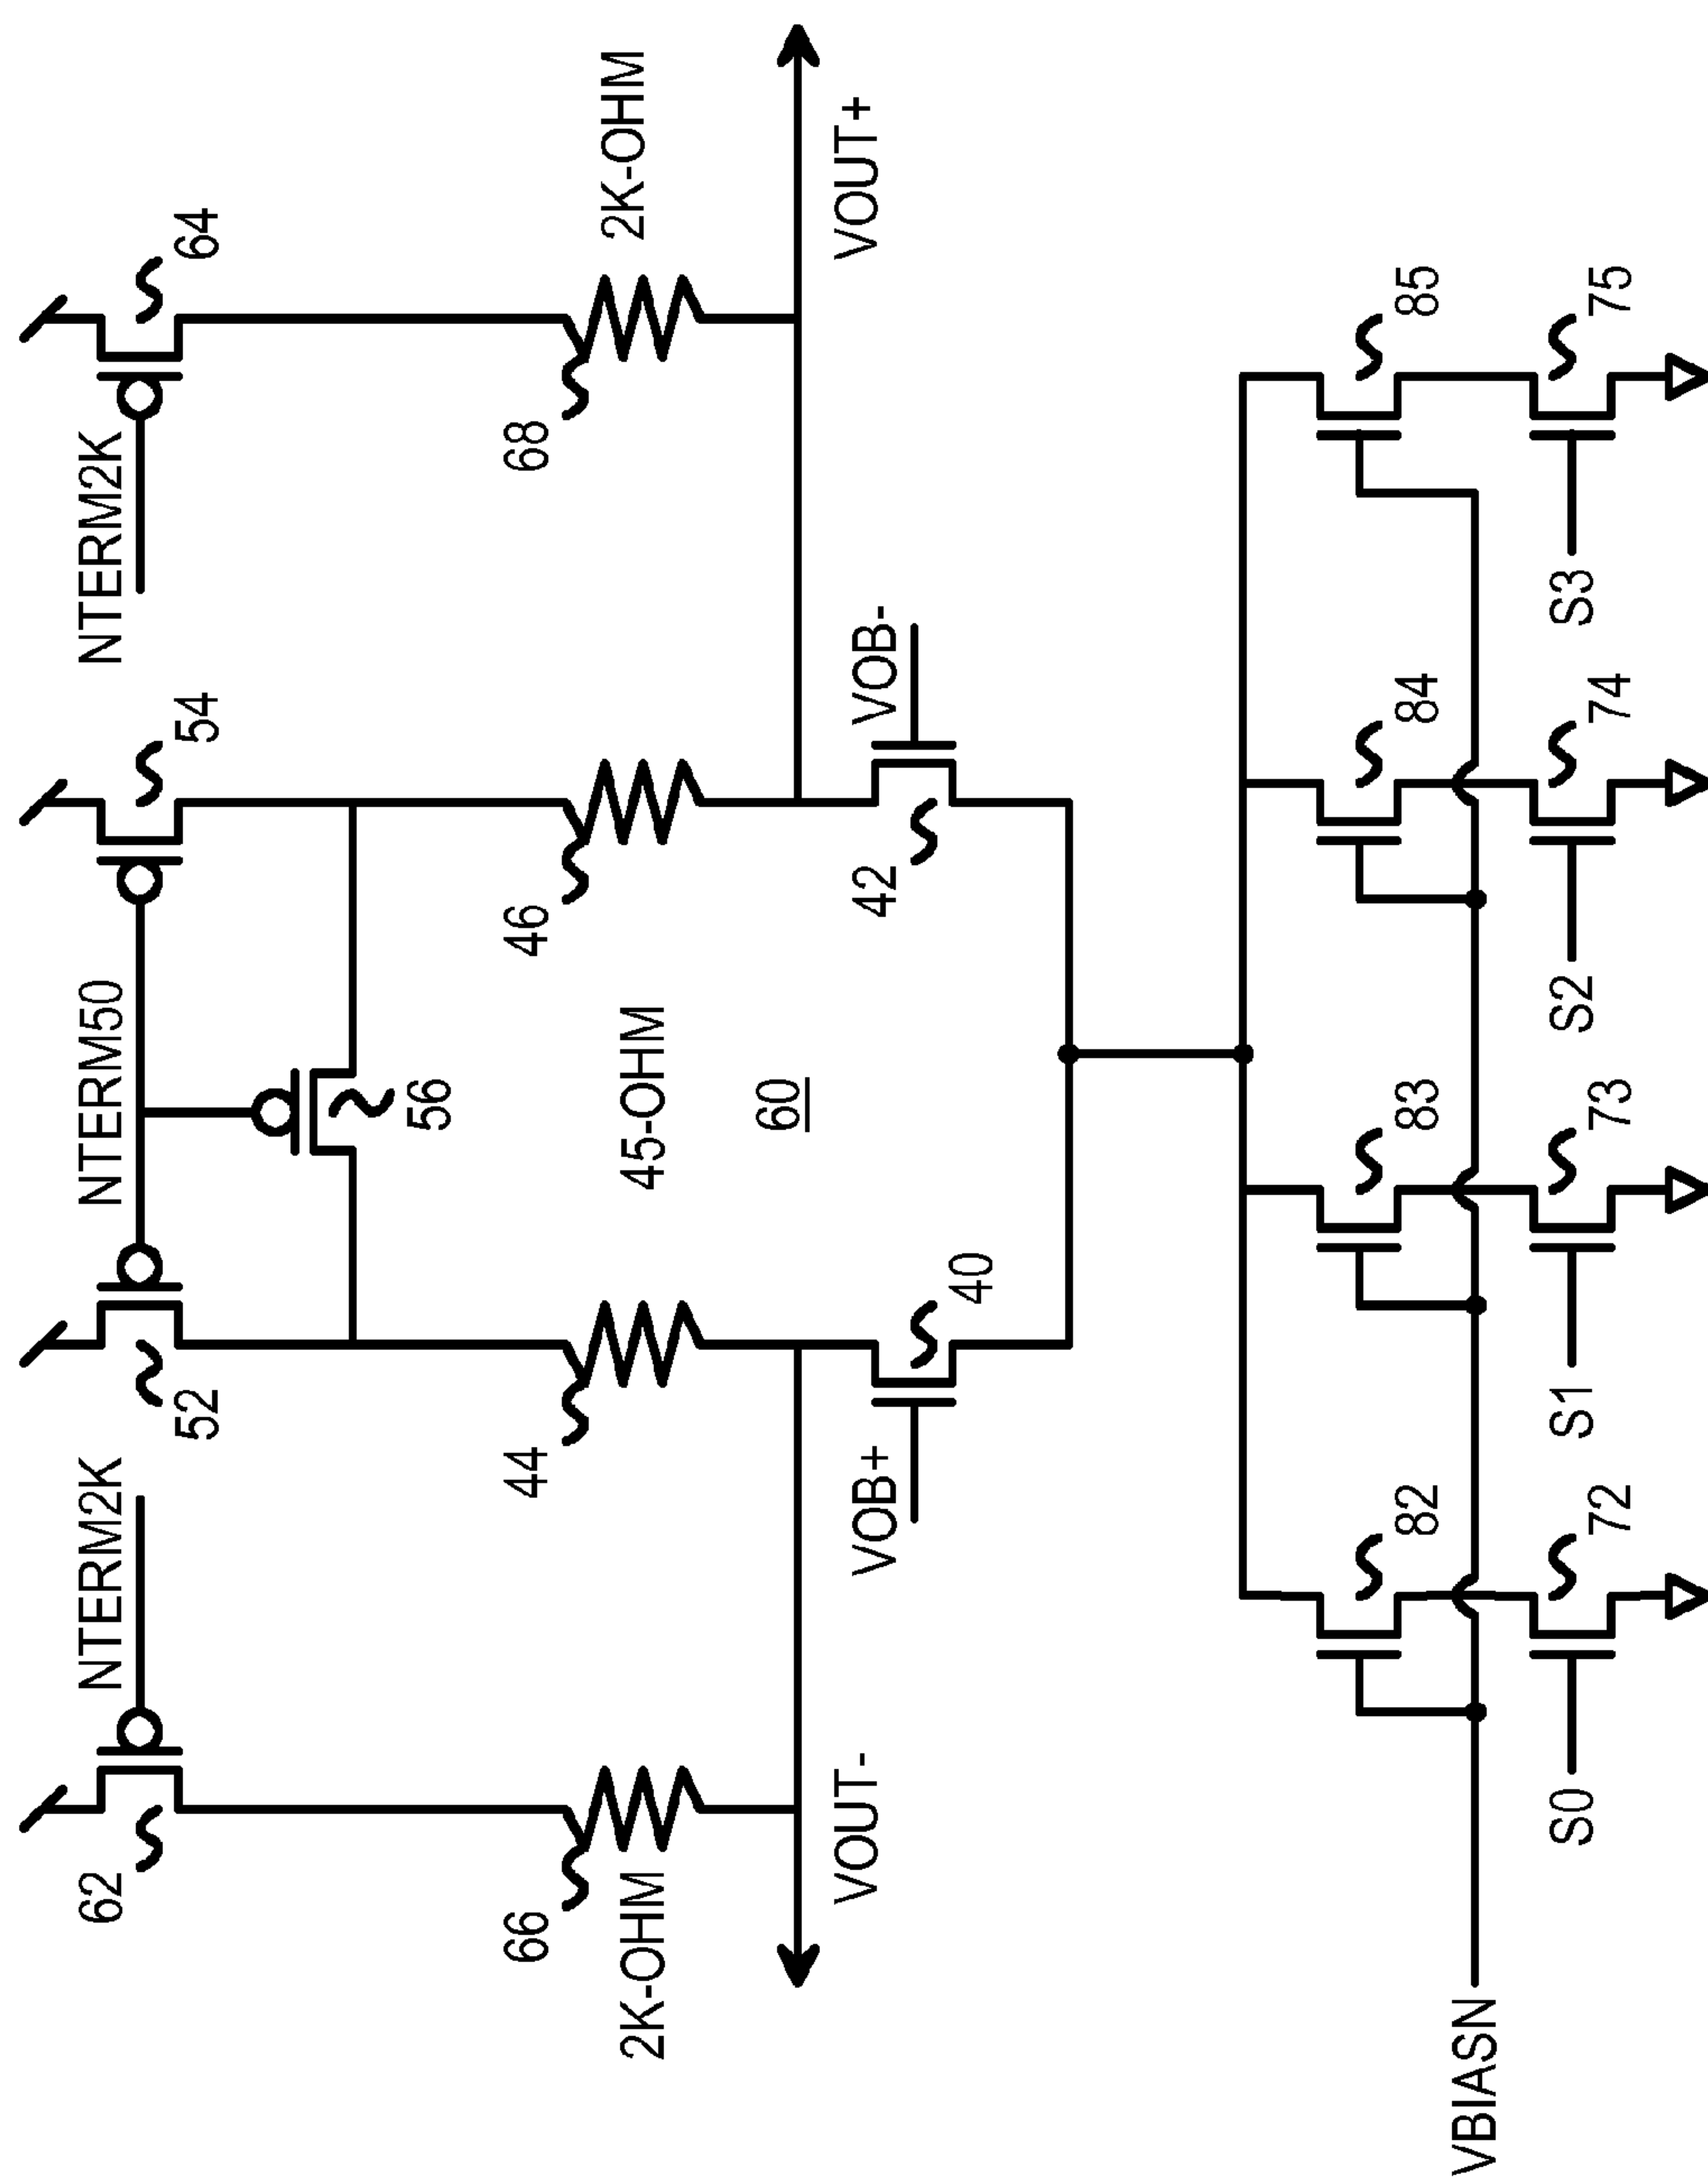 62
NTERM2K
NTERM50
NTERM2K
52
54
64
56
66
44
46
68
2K-OHM
45-OHM
2K-OHM
60
VOUT-
VOUT+
VOB+
42
VOB-
40
82
83
84
85
VBIASN
S0
S1
S2
S3
72
73
74
75